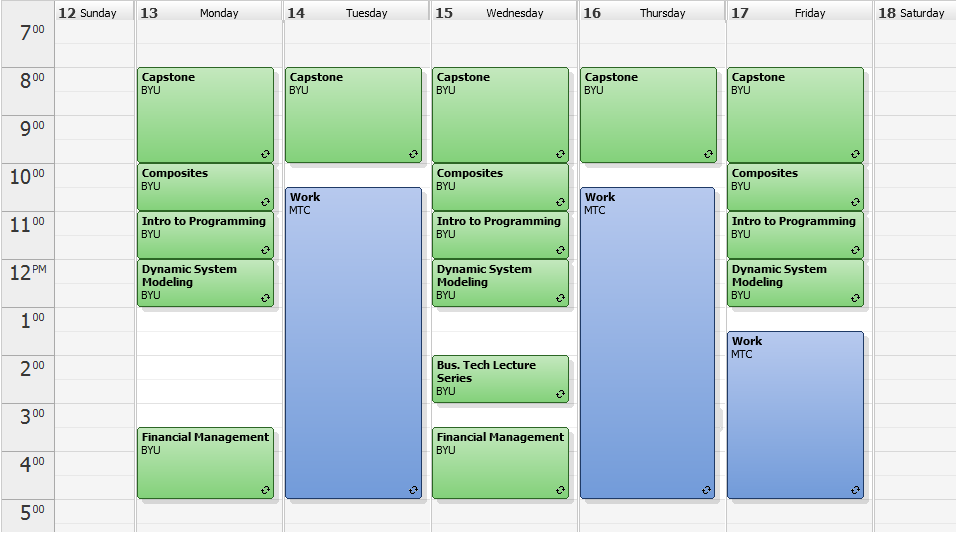 12 Sunday 13 Monday 14 Tuesday 15 Wednesday 16 Thursday 17 Friday 18 Saturday
7 00
8 00
9 00
10 00
11 00
12 PM
1 00
2 00
3 00
4 00
5 00
Capstone
BYU
Composites
BYU
Intro to Programming
BYU
Dynamic System
Modeling
BYU
Financial Management
BYU
Capstone
BYU
Work
MTC
Capstone
BYU
Composites
BYU
Intro to Programming
BYU
Dynamic System
Modeling
BYU
Bus. Tech Lecture
Series
BYU
Financial Management
BYU
Capstone
BYU
Work
MTC
Capstone
BYU
Composites
BYU
Intro to Programming
BYU
Dynamic System
Modeling
BYU
Work
MTC